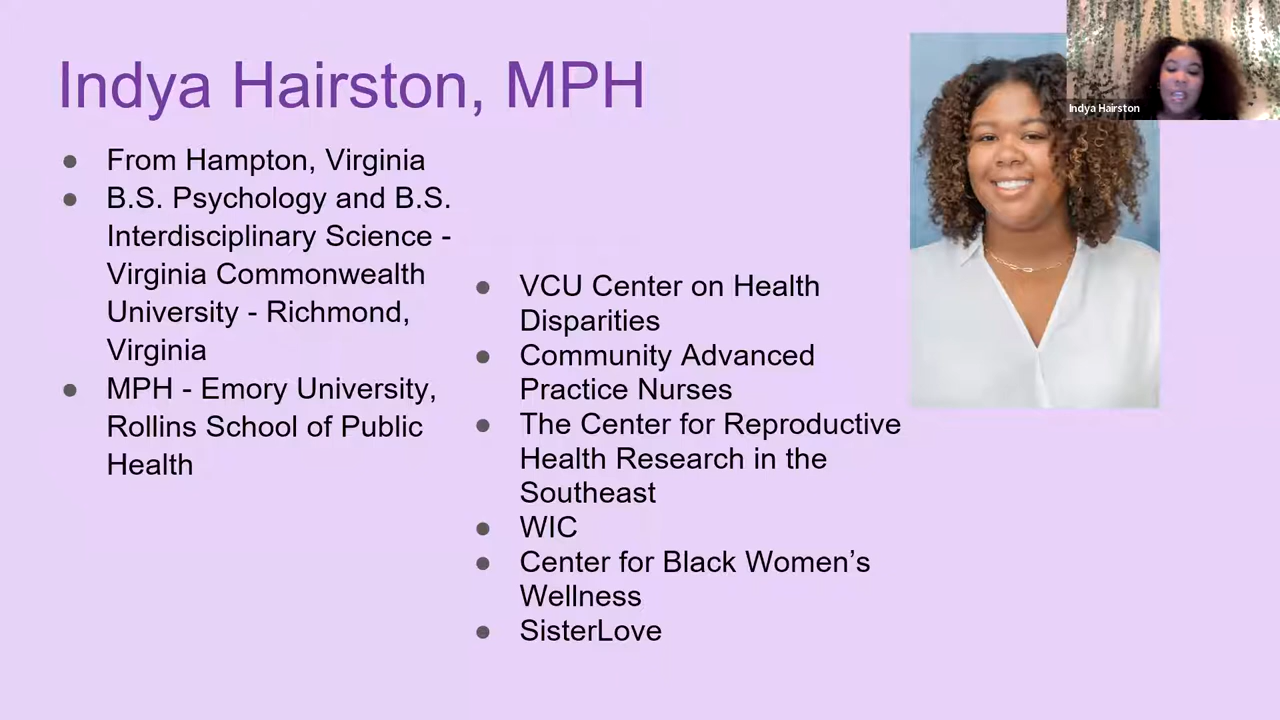 Indya Hairston, MPH
Indya Hairston
● From Hampton, Virginia
● B.S. Psychology and B.S.
Interdisciplinary Science -
Virginia Commonwealth
University - Richmond,
Virginia
● MPH - Emory University,
Rollins School of Public
Health
● VCU Center on Health
Disparities
● Community Advanced
Practice Nurses
● The Center for Reproductive
Health Research in the
Southeast
● WIC
● Center for Black Women’s
Wellness
● SisterLove